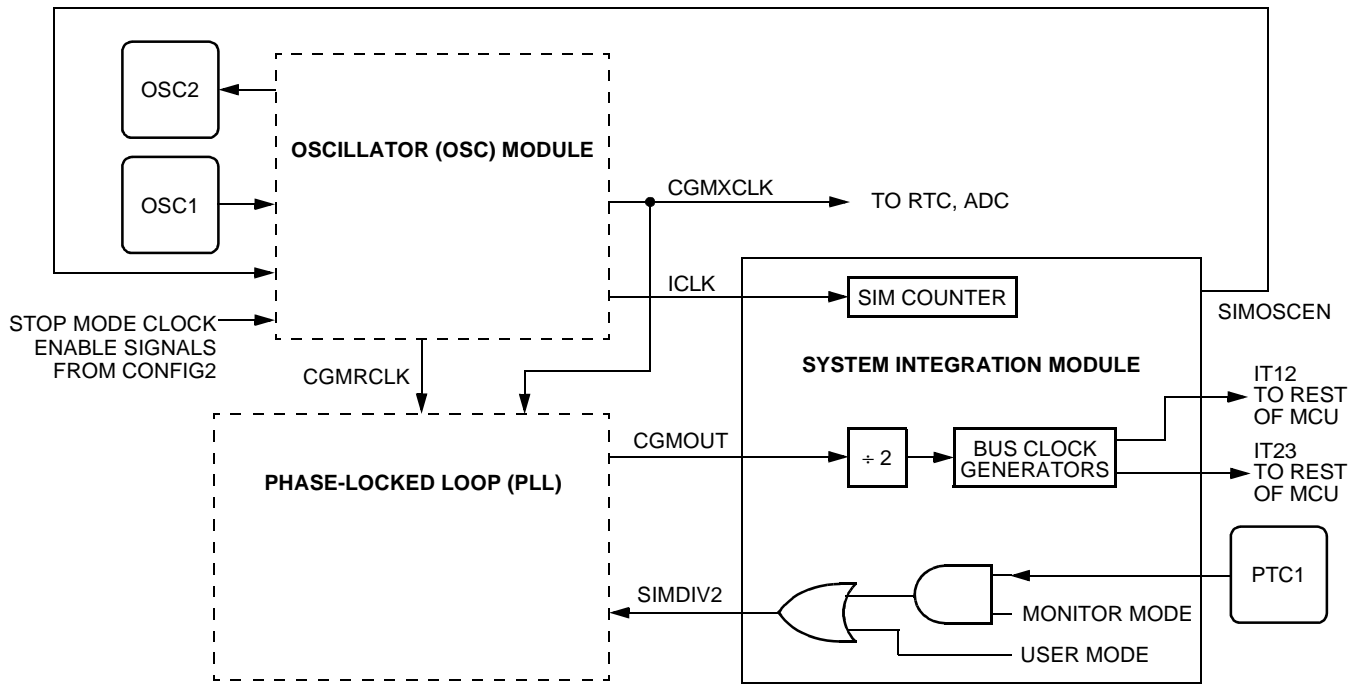 OSC2
OSCILLATOR (OSC) MODULE
OSC1
CGMXCLK
TO RTC, ADC
ICLK
SIM COUNTER
SIMOSCEN
STOP MODE CLOCK
ENABLE SIGNALS
FROM CONFIG2
CGMRCLK
SYSTEM INTEGRATION MODULE
IT12
TO REST
OF MCU
CGMOUT
÷ 2
BUS CLOCK
GENERATORS
IT23
TO REST
OF MCU
PHASE-LOCKED LOOP (PLL)
PTC1
SIMDIV2
MONITOR MODE
USER MODE